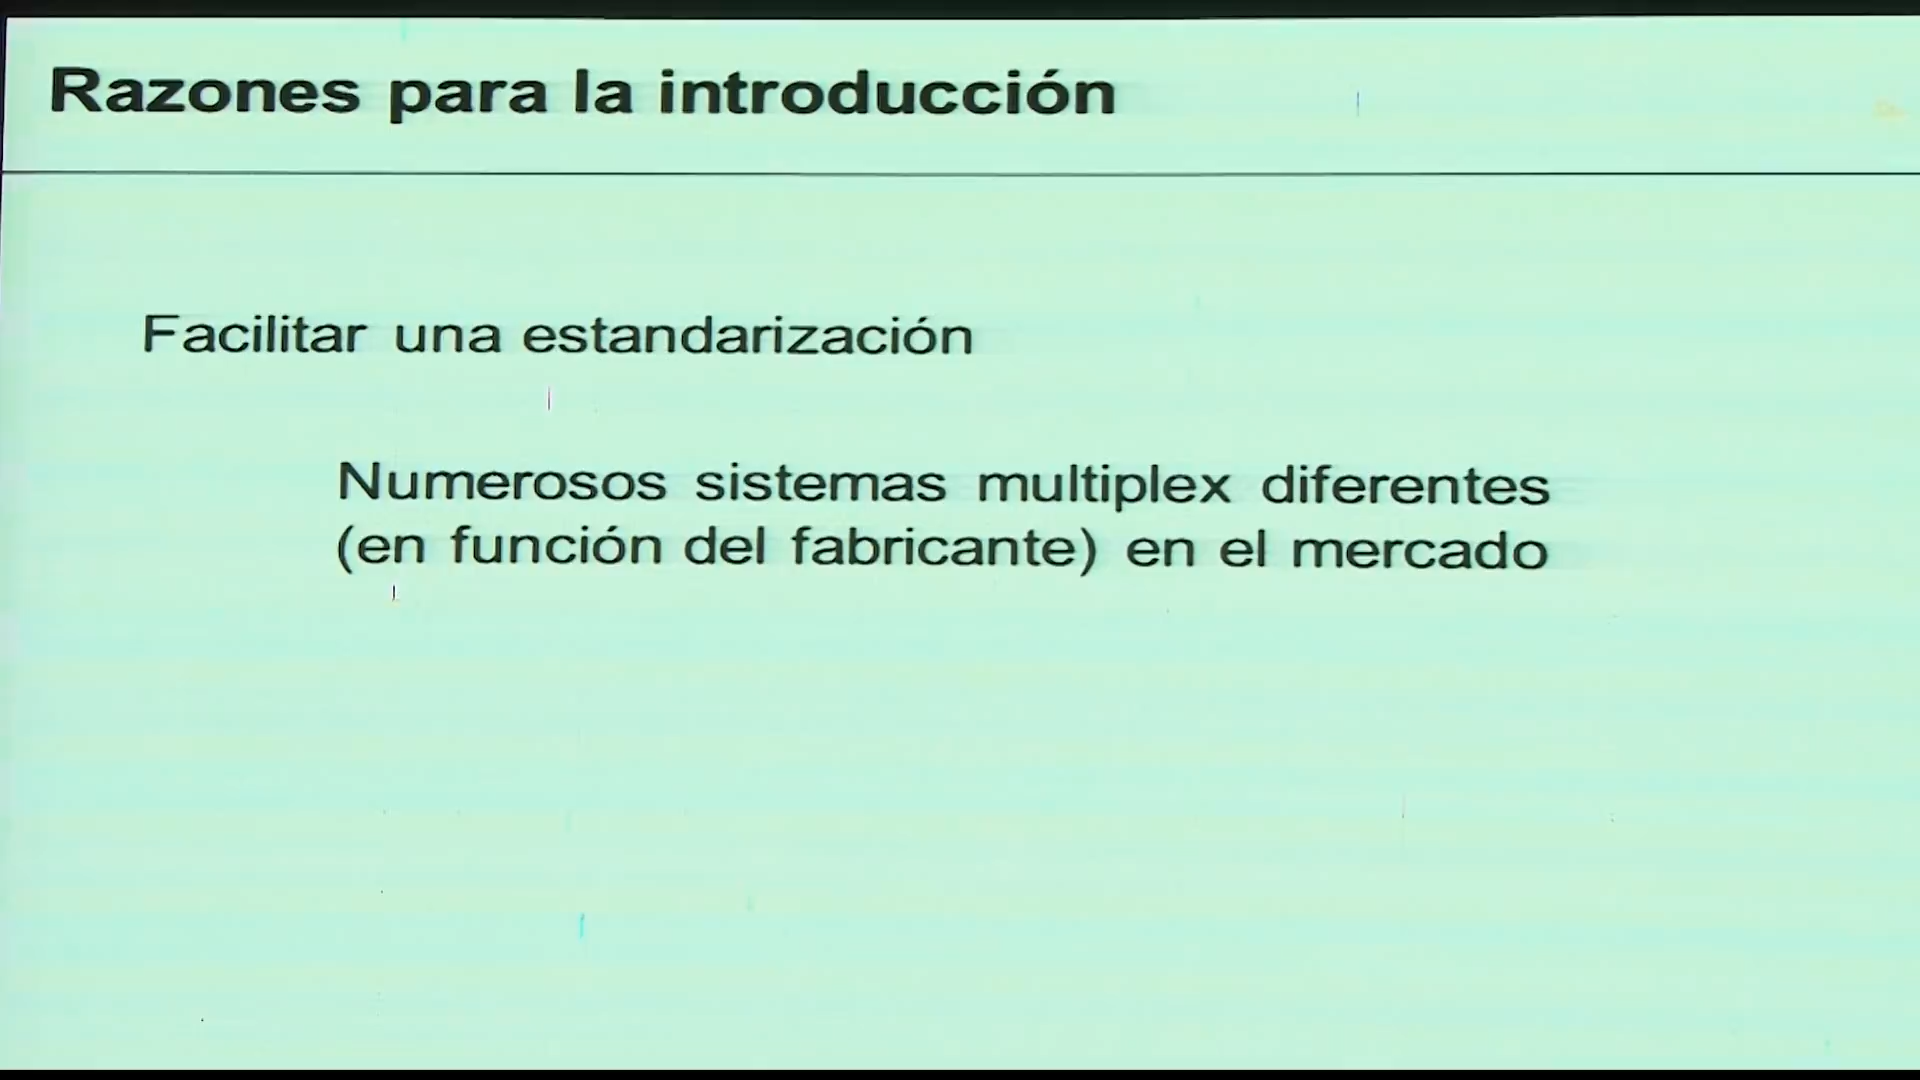 Razones para la introducción
Facilitar una estandarización
Numerosos sistemas multiplex diferentes
(en función del fabricante) en el mercado